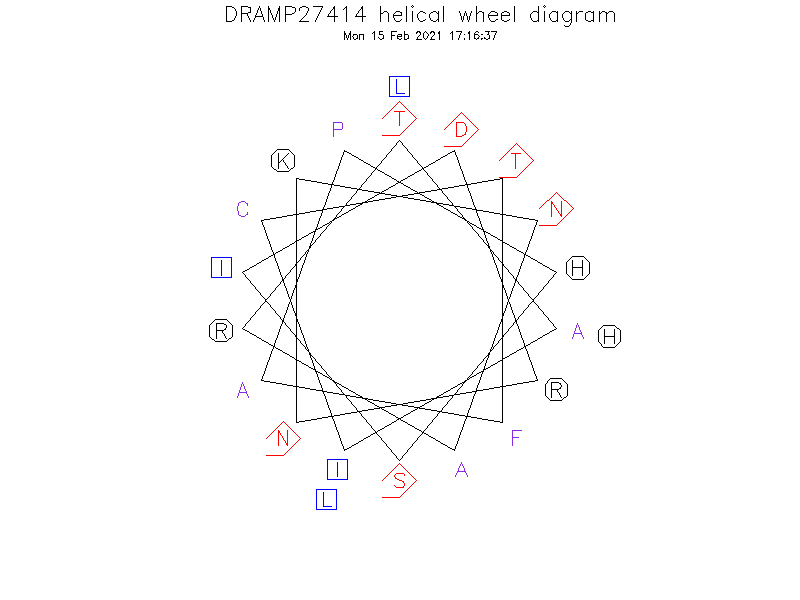 DRAMP27414 helical wheel diagram
Mon 15 Feb 2021 17:16:37
L
T
P
D
K
T
C
N
I
H
R
A
H
A
R
N
F
I
A
S
L